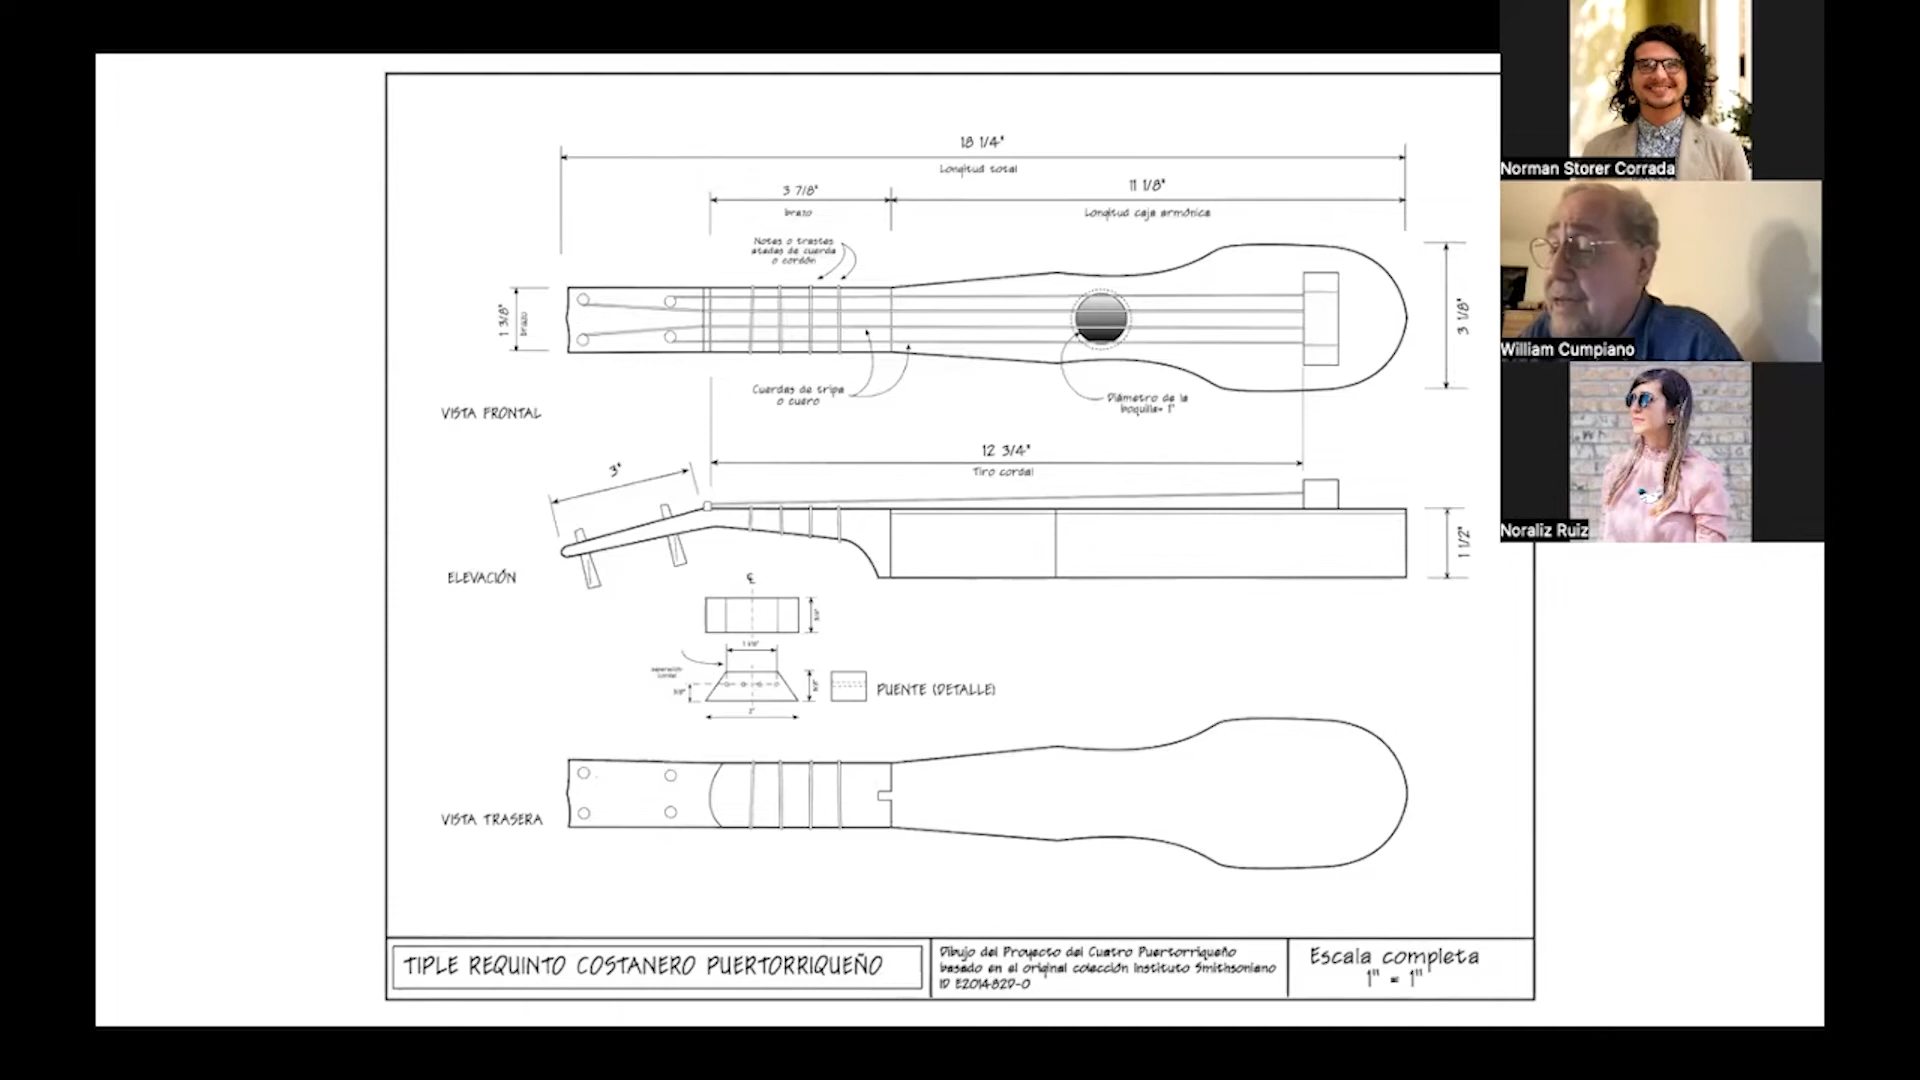 18 1/4"
Longitud total
3 7/8"
brazo
11 1/8"
Longitud caja armónica
Notas o trastes
atadas de cuerda
o cordón
1 3/8"
brazo
3 1/8"
Cuerdas de tripa
o cuero
Diámetro de la
boquilla= 1"
VISTA FRONTAL
12 3/4"
Tiro cordal
3"
1 1/2"
ELEVACIÓN
PUENTE (DETALLE)
2"
VISTA TRASERA
TIPLE REQUINTO COSTANERO PUERTORRIQUEÑO
Dibujo del Proyecto del Cuatro Puertorriqueño
basado en el original colección Instituto Smithsoniano
ID E201482D-0
Escala completa
1" = 1"
Norman Storer Corrada
William Cumpiano
Noraliz Ruiz